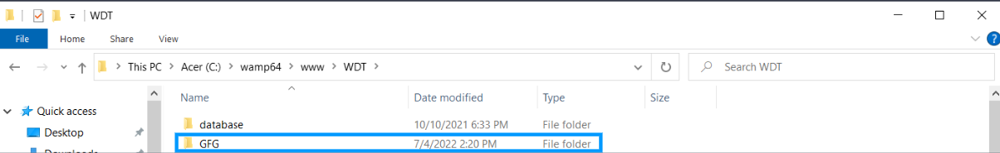 WDT
File Home Share View
This PC > Acer (C:) > wamp64 > www > WDT >
Search WDT
Name Date modified Type Size
Quick access
database 10/10/2021 6:33 PM File folder
Desktop
GFG 7/4/2022 2:20 PM File folder
Downloads